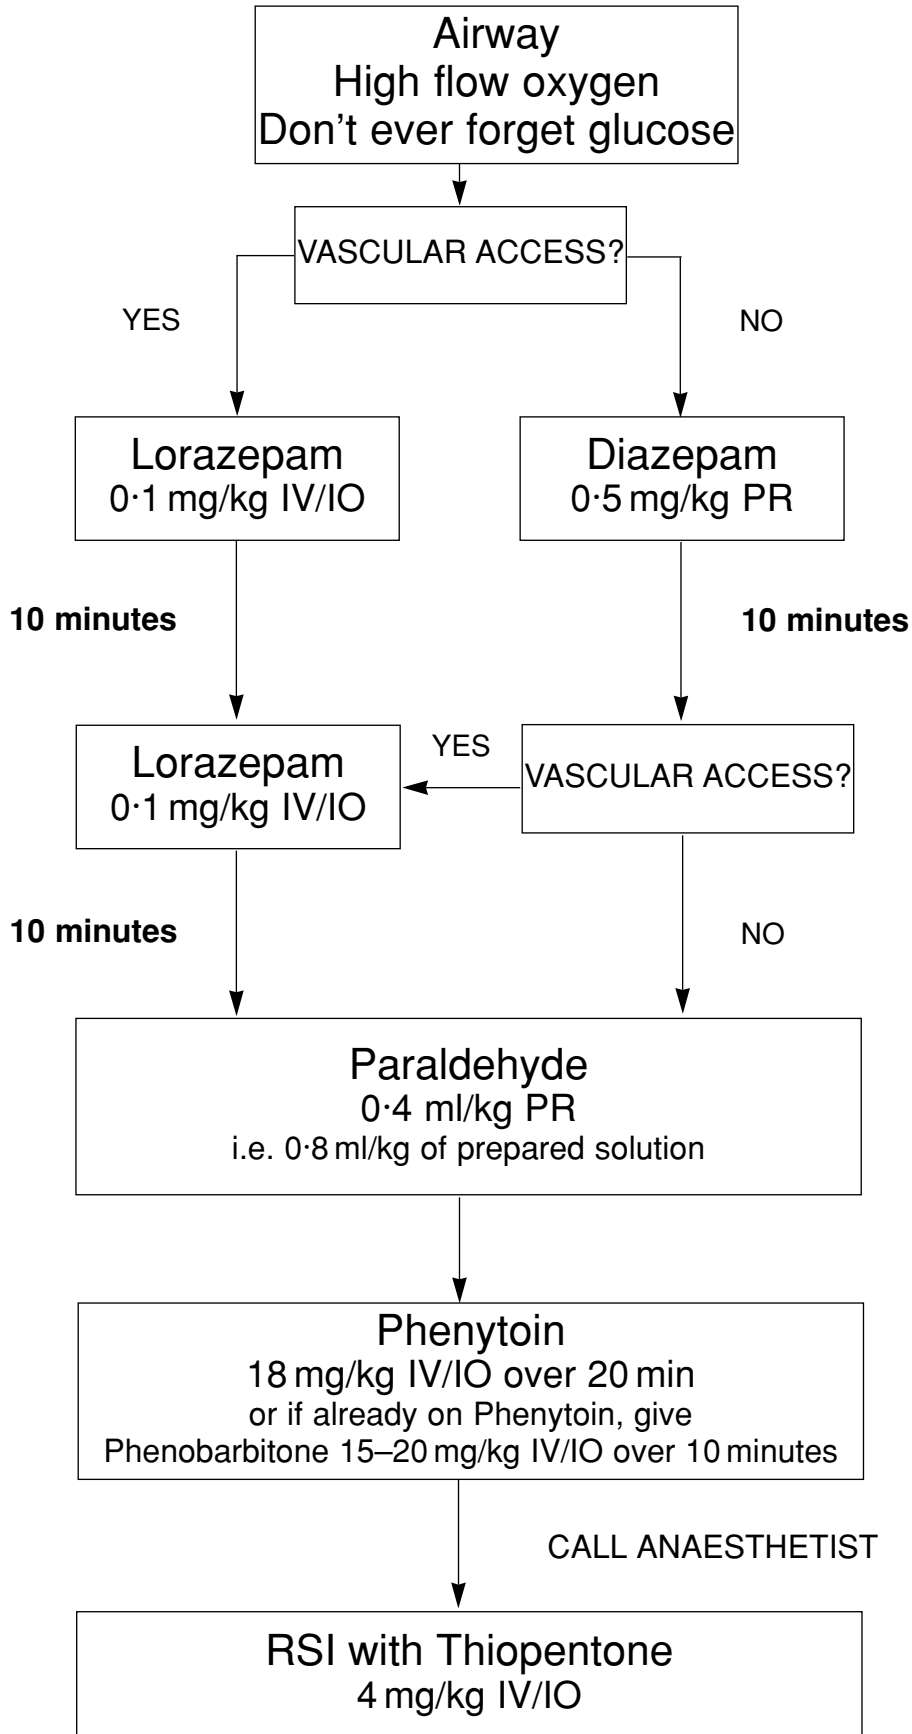 Airway
High flow oxygen
Don't ever forget glucose
VASCULAR ACCESS?
YES
NO
Lorazepam
0·1 mg/kg IV/IO
Diazepam
0·5 mg/kg PR
10 minutes
10 minutes
Lorazepam
0·1 mg/kg IV/IO
YES
VASCULAR ACCESS?
10 minutes
NO
Paraldehyde
0·4 ml/kg PR
i.e. 0·8 ml/kg of prepared solution
Phenytoin
18 mg/kg IV/IO over 20 min
or if already on Phenytoin, give
Phenobarbitone 15–20 mg/kg IV/IO over 10 minutes
CALL ANAESTHETIST
RSI with Thiopentone
4 mg/kg IV/IO